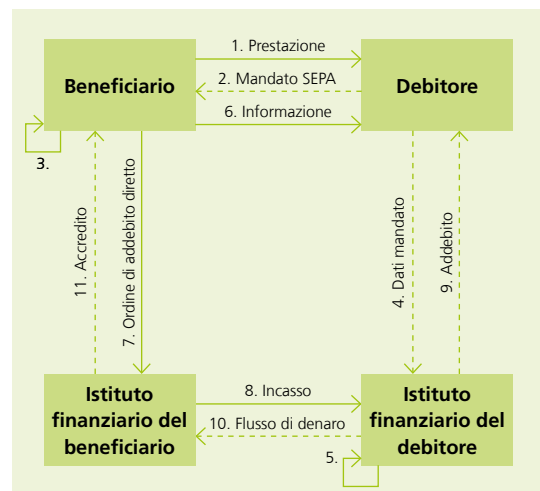 1. Prestazione
Beneficiario
2. Mandato SEPA
Debitore
6. Informazione
3.
11. Accredito
7. Ordine di addebito diretto
4. Dati mandato
9. Addebito
Istituto
finanziario del
beneficiario
8. Incasso
10. Flusso di denaro
Istituto
finanziario del
debitore
5.